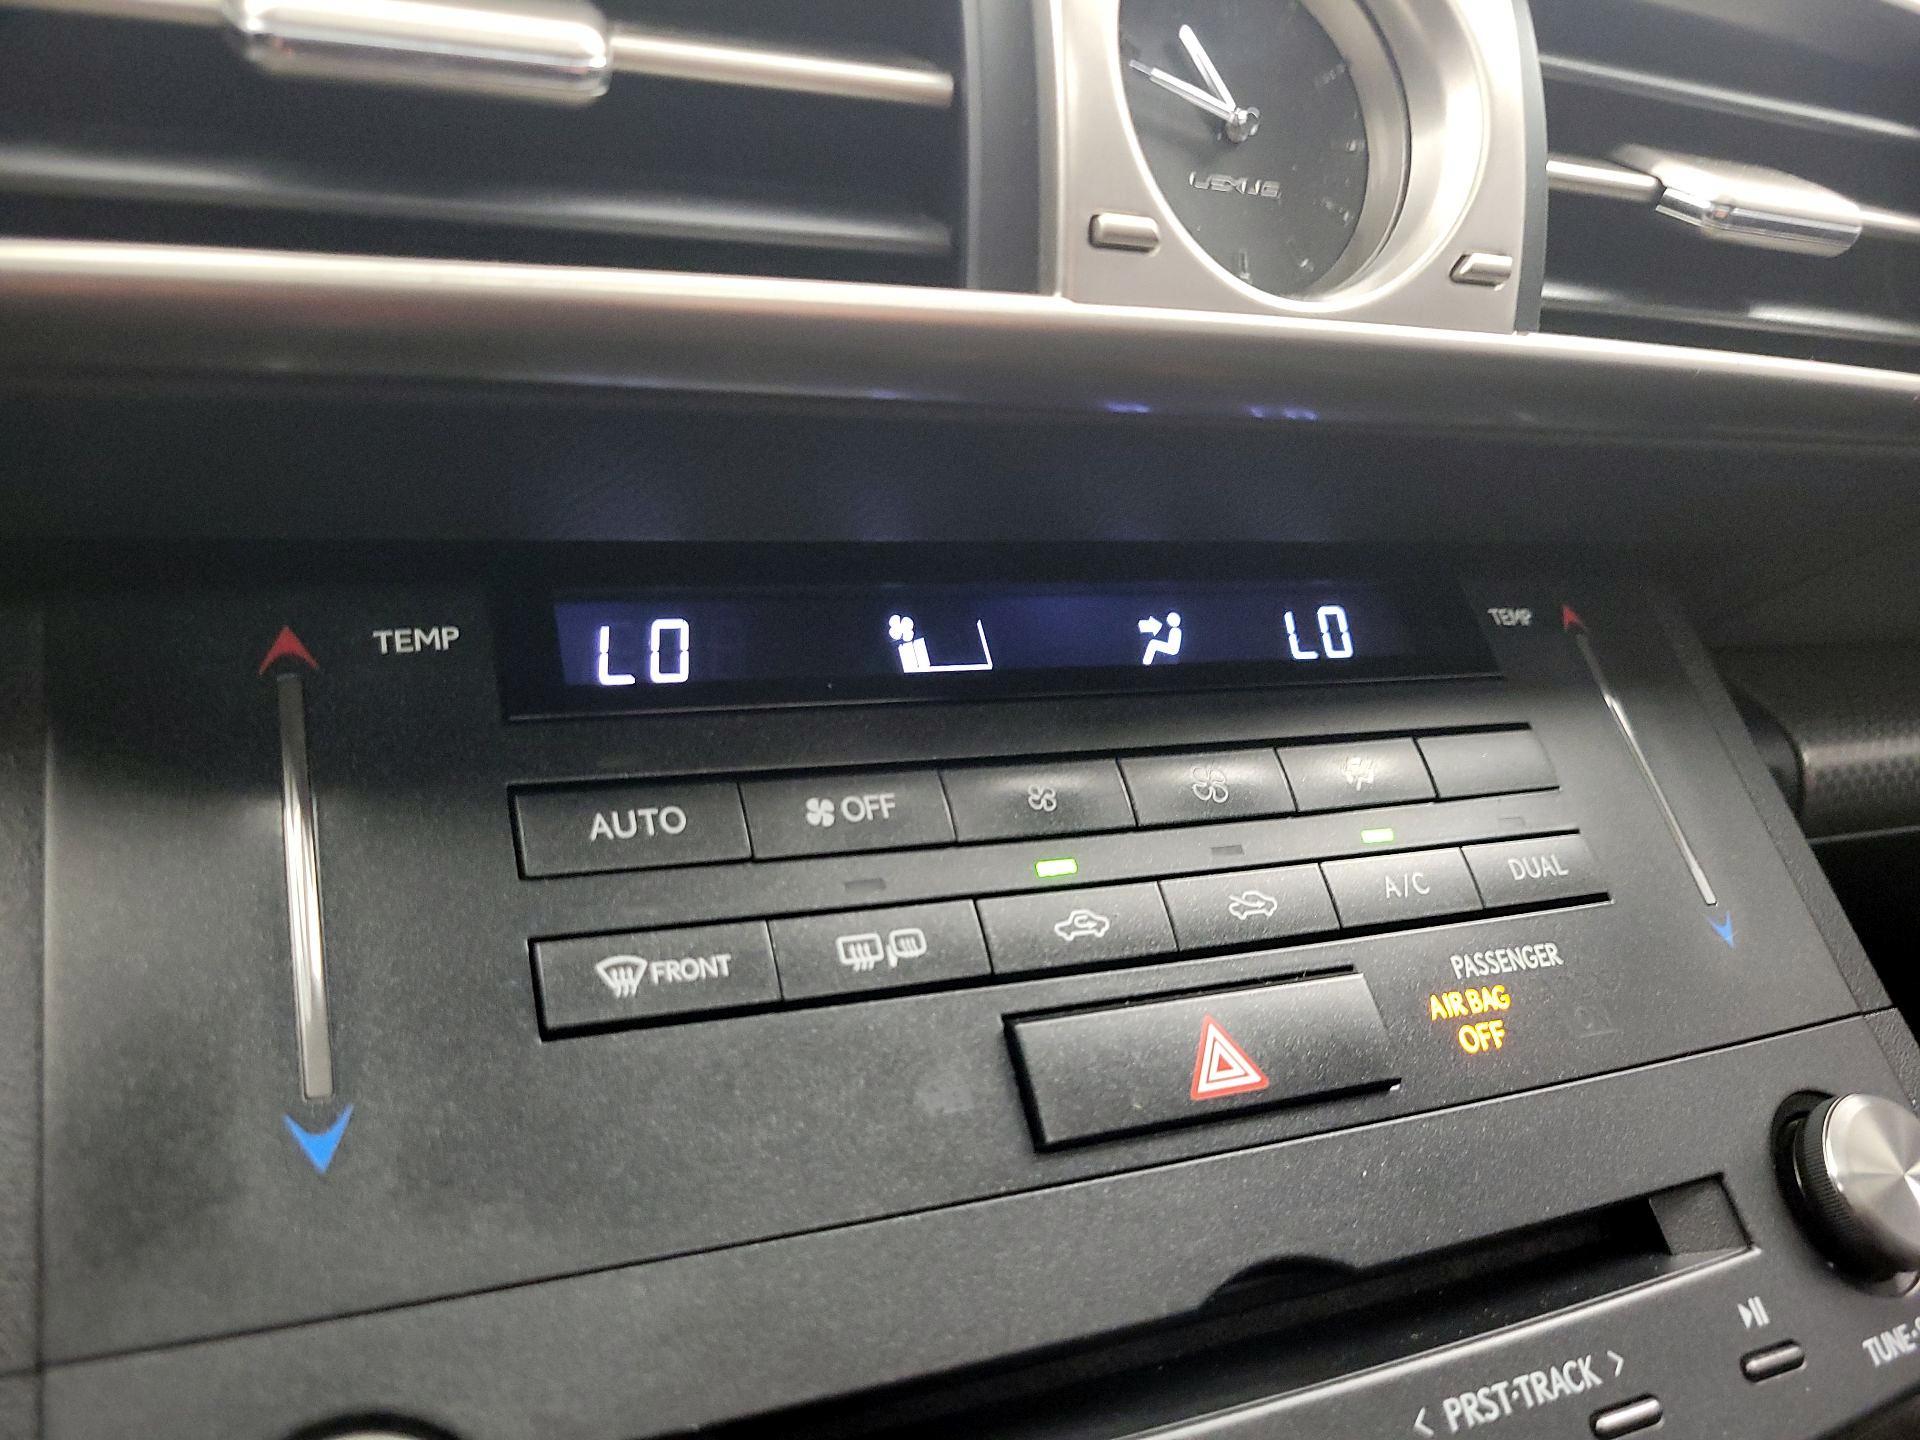 LEXUS
TEMP
LO
LO
TEMP
AUTO
OFF
FRONT
A/C
DUAL
PASSENGER
AIR BAG
OFF
< PRST·TRACK >